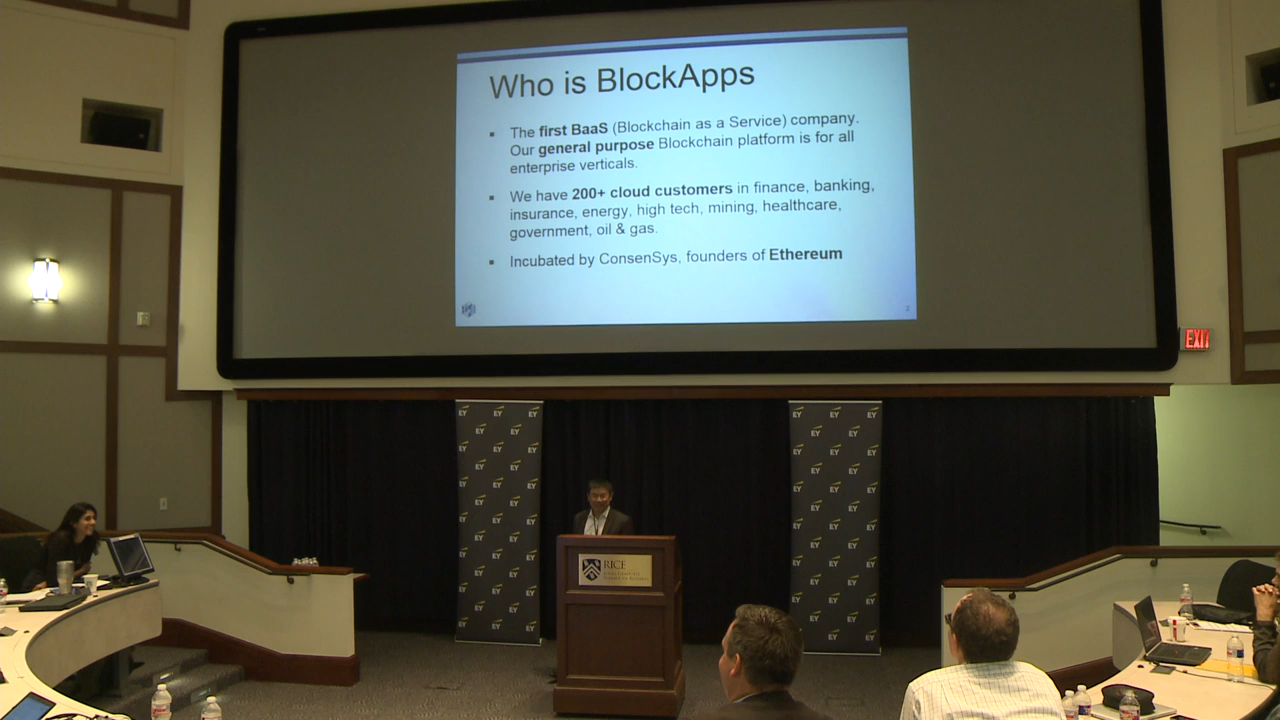 Who is BlockApps
▪ The first BaaS (Blockchain as a Service) company.
Our general purpose Blockchain platform is for all
enterprise verticals.
▪ We have 200+ cloud customers in finance, banking,
insurance, energy, high tech, mining, healthcare,
government, oil & gas.
▪ Incubated by ConsenSys, founders of Ethereum
2
EXIT
EY
EY
RICE